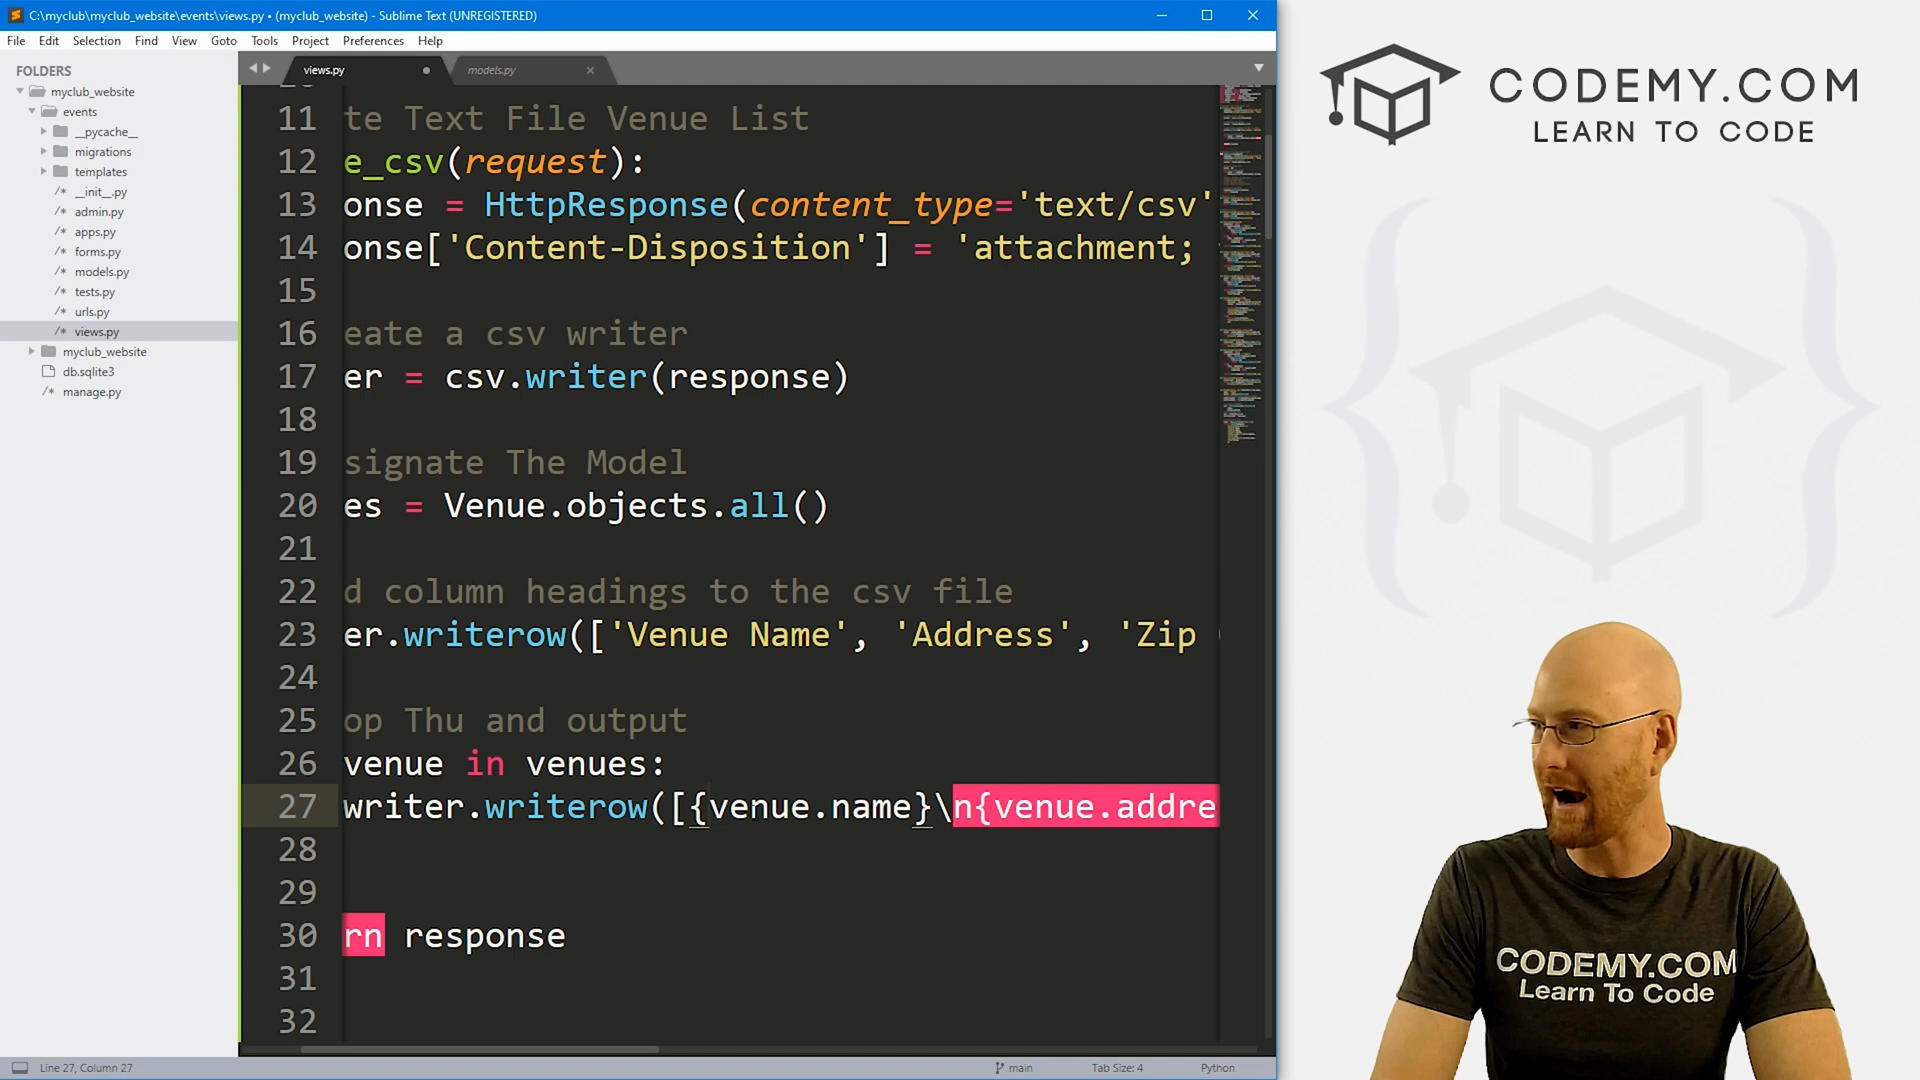 C:\myclub\myclub_website\events\views.py • (myclub_website) - Sublime Text (UNREGISTERED)
File Edit Selection Find View Goto Tools Project Preferences Help
FOLDERS
myclub_website
events
__pycache__
migrations
templates
__init__.py
admin.py
apps.py
forms.py
models.py
tests.py
urls.py
views.py
myclub_website
db.sqlite3
manage.py
views.py
models.py
11 te Text File Venue List
12 e_csv(request):
13 onse = HttpResponse(content_type='text/csv'
14 onse['Content-Disposition'] = 'attachment;
15
16 eate a csv writer
17 er = csv.writer(response)
18
19 signate The Model
20 es = Venue.objects.all()
21
22 d column headings to the csv file
23 er.writerow(['Venue Name', 'Address', 'Zip
24
25 op Thu and output
26 venue in venues:
27 writer.writerow([{venue.name}\n{venue.addre
28
29
30 rn response
31
32
Line 27, Column 27
main
Tab Size: 4
Python
CODEMY.COM
LEARN TO CODE
CODEMY.COM
Learn To Code